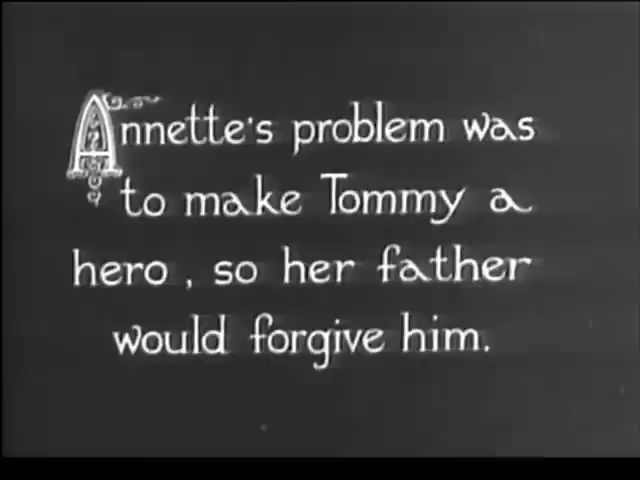 Annette's problem was
to make Tommy a
hero, so her father
would forgive him.